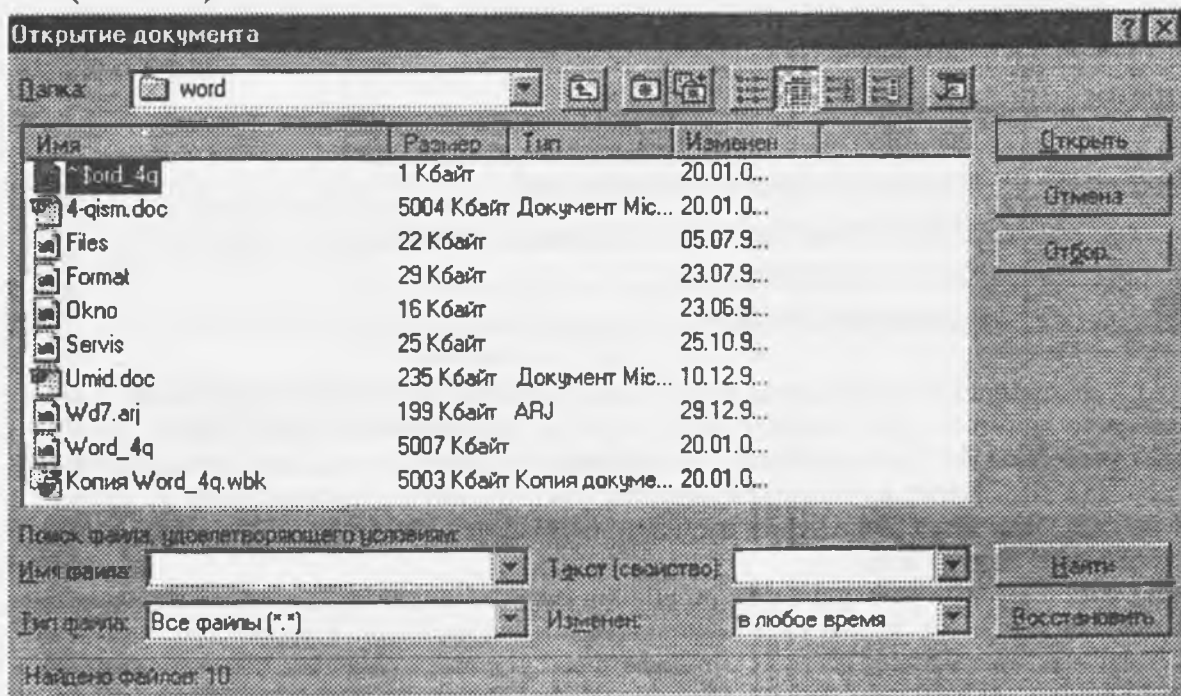 Открытие документа
Папка: word
Имя Размер Тип Изменен
~$ord_4q 1 Кбайт 20.01.0...
4-qism.doc 5004 Кбайт Документ Mic... 20.01.0...
Files 22 Кбайт 05.07.9...
Format 29 Кбайт 23.07.9...
Okno 16 Кбайт 23.06.9...
Servis 25 Кбайт 25.10.9...
Umid.doc 235 Кбайт Документ Mic... 10.12.9...
Wd7.arj 199 Кбайт ARJ 29.12.9...
Word_4q 5007 Кбайт 20.01.0...
Копия Word_4q.wbk 5003 Кбайт Копия докуме... 20.01.0...
Открыть
Отмена
Отбор...
Поиск файла, удовлетворяющего условиям:
Имя файла: Текст (свойство): Найти
Тип файла: Все файлы (*.*) Изменен: в любое время Восстановить
Найдено файлов: 10